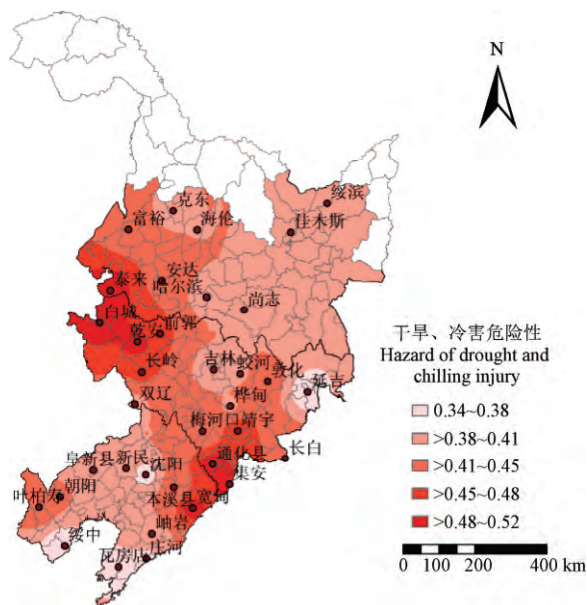 N
克东
绥滨
富裕
海伦
佳木斯
泰来
安达
哈尔滨
尚志
白城
乾安
前郭
长岭
吉林
蛟河
敦化
延吉
双辽
桦甸
梅河口
靖宇
长白
阜新县
新民
沈阳
通化县
集安
叶柏寿
朝阳
本溪县
宽甸
岫岩
绥中
瓦房店
庄河
干旱、冷害危险性
Hazard of drought and
chilling injury
0.34~0.38
>0.38~0.41
>0.41~0.45
>0.45~0.48
>0.48~0.52
0 100 200 400 km